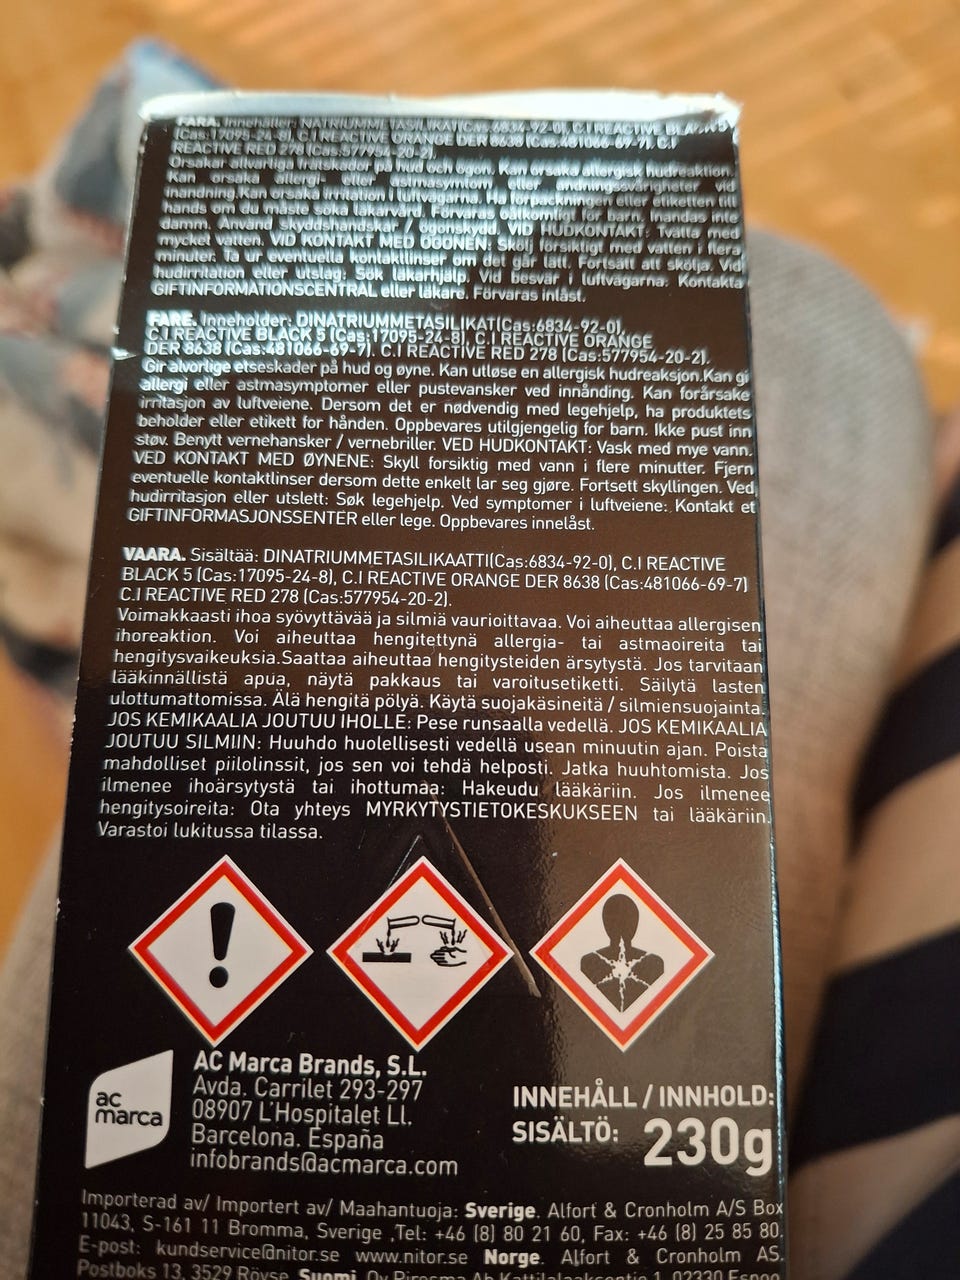 FARA. Innehåller: NATRIUMMETASILIKAT(Cas:6834-92-0), C.I REACTIVE BLACK 5
(Cas:17095-24-8), C.I REACTIVE ORANGE DER 8638 (Cas:481066-69-7), C.I
REACTIVE RED 278 (Cas:577954-20-2).
Orsakar allvarliga frätskador på hud och ögon. Kan orsaka allergisk hudreaktion.
Kan orsaka allergi- eller astmasymtom eller andningssvårigheter vid
inandning.Kan orsaka irritation i luftvägarna. Ha förpackningen eller etiketten till
hands om du måste söka läkarvård. Förvaras oåtkomligt för barn. Inandas inte
damm. Använd skyddshandskar / ögonskydd. VID HUDKONTAKT: Tvätta med
mycket vatten. VID KONTAKT MED ÖGONEN: Skölj försiktigt med vatten i flera
minuter. Ta ur eventuella kontaktlinser om det går lätt. Fortsätt att skölja. Vid
hudirritation eller utslag: Sök läkarhjälp. Vid besvär i luftvägarna: Kontakta
GIFTINFORMATIONSCENTRAL eller läkare. Förvaras inlåst.
FARE. Inneholder: DINATRIUMMETASILIKAT(Cas:6834-92-0),
C.I REACTIVE BLACK 5 (Cas:17095-24-8), C.I REACTIVE ORANGE
DER 8638 (Cas:481066-69-7). C.I REACTIVE RED 278 (Cas:577954-20-2).
Gir alvorlige etseskader på hud og øyne. Kan utløse en allergisk hudreaksjon.Kan gi
allergi eller astmasymptomer eller pustevansker ved innånding. Kan forårsake
irritasjon av luftveiene. Dersom det er nødvendig med legehjelp, ha produktets
beholder eller etikett for hånden. Oppbevares utilgjengelig for barn. Ikke pust inn
støv. Benytt vernehansker / vernebriller. VED HUDKONTAKT: Vask med mye vann.
VED KONTAKT MED ØYNENE: Skyll forsiktig med vann i flere minutter. Fjern
eventuelle kontaktlinser dersom dette enkelt lar seg gjøre. Fortsett skyllingen. Ved
hudirritasjon eller utslett: Søk legehjelp. Ved symptomer i luftveiene: Kontakt et
GIFTINFORMASJONSSENTER eller lege. Oppbevares innelåst.
VAARA. Sisältää: DINATRIUMMETASILIKAATTI(Cas:6834-92-0), C.I REACTIVE
BLACK 5 (Cas:17095-24-8), C.I REACTIVE ORANGE DER 8638 (Cas:481066-69-7)
C.I REACTIVE RED 278 (Cas:577954-20-2).
Voimakkaasti ihoa syövyttävää ja silmiä vaurioittavaa. Voi aiheuttaa allergisen
ihoreaktion. Voi aiheuttaa hengitettynä allergia- tai astmaoireita tai
hengitysvaikeuksia.Saattaa aiheuttaa hengitysteiden ärsytystä. Jos tarvitaan
lääkinnällistä apua, näytä pakkaus tai varoitusetiketti. Säilytä lasten
ulottumattomissa. Älä hengitä pölyä. Käytä suojakäsineitä / silmiensuojainta.
JOS KEMIKAALIA JOUTUU IHOLLE: Pese runsaalla vedellä. JOS KEMIKAALIA
JOUTUU SILMIIN: Huuhdo huolellisesti vedellä usean minuutin ajan. Poista
mahdolliset piilolinssit, jos sen voi tehdä helposti. Jatka huuhtomista. Jos
ilmenee ihoärsytystä tai ihottumaa: Hakeudu lääkäriin. Jos ilmenee
hengitysoireita: Ota yhteys MYRKYTYSTIETOKESKUKSEEN tai lääkäriin.
Varastoi lukitussa tilassa.
ac
marca
AC Marca Brands, S.L.
Avda. Carrilet 293-297
08907 L'Hospitalet Ll.
Barcelona. España
infobrands@acmarca.com
INNEHÅLL / INNHOLD:
SISÄLTÖ: 230g
Importerad av/ Importert av/ Maahantuoja: Sverige. Alfort & Cronholm A/S Box
11043, S-161 11 Bromma, Sverige ,Tel: +46 (8) 80 21 60, Fax: +46 (8) 25 85 80.
E-post: kundservice@nitor.se www.nitor.se Norge. Alfort & Cronholm AS.
Postboks 13, 3529 Røyse Suomi Oy Pirosma Ab Kattilalaaksontie 1, 02330 Espoo